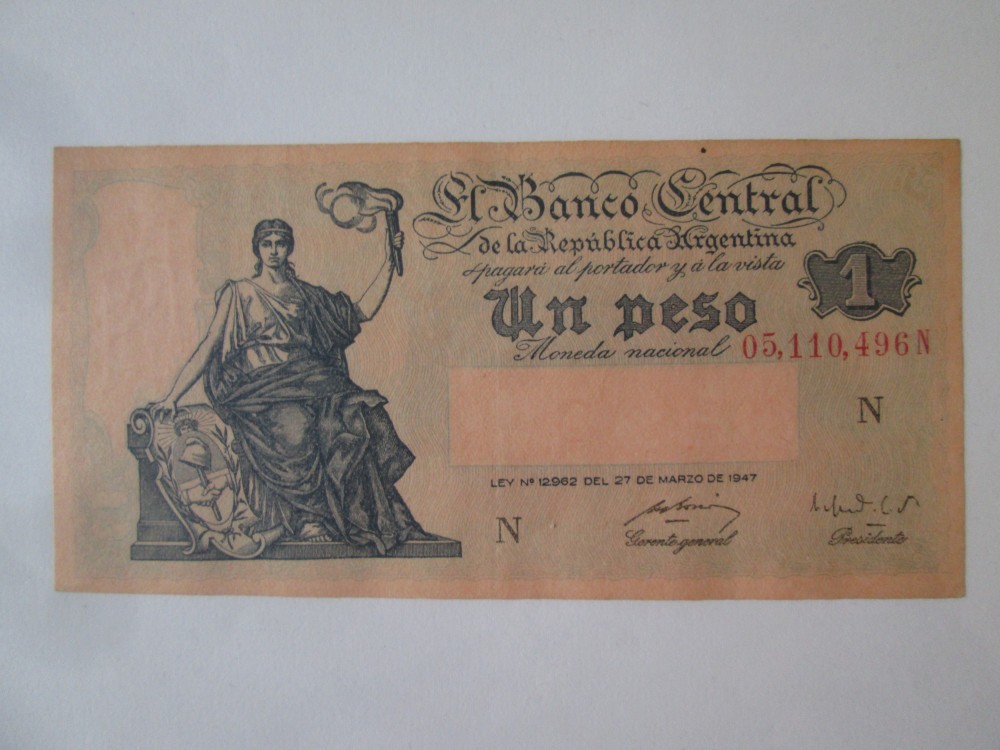 El Banco Central
de la República Argentina
pagará al portador y á la vista
1
Un peso
Moneda nacional
05,110,496N
N
LEY Nº 12.962 DEL 27 DE MARZO DE 1947
N
Gerente general
Presidente